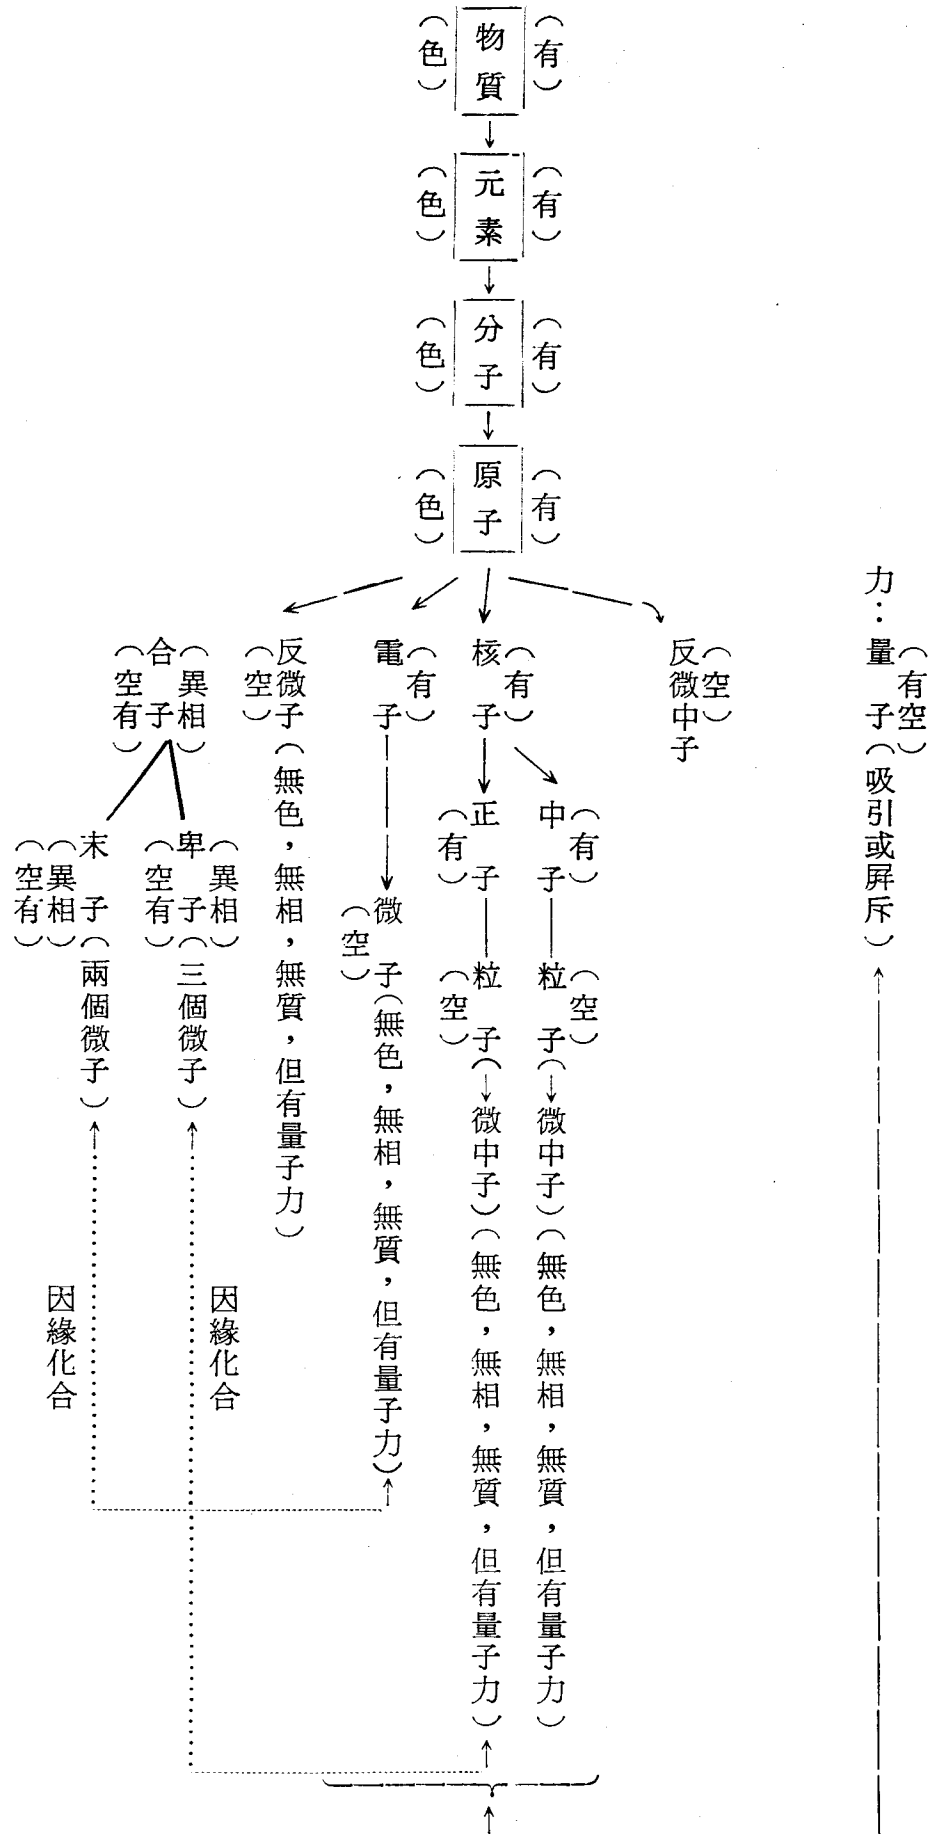 力：量子（吸引或屛斥）
（有空）
（有）
物質
（色）
（有）
元素
（色）
（有）
分子
（色）
（有）
原子
（色）
（空）
反微中子
（有）
核子
（有）
中子
（空）
粒子（→微中子）（無色，無相，無質，但有量子力）
正子
（有）
粒子（→微中子）（無色，無相，無質，但有量子力）
（空）
（有）
電子
微子（無色，無相，無質，但有量子力）
（空）
反微子（無色，無相，無質，但有量子力）
（空）
（異相）
合子
（空有）
（異相）
卑子（三個微子）
（空有）
因緣化合
末子（兩個微子）
（異相）
（空有）
因緣化合